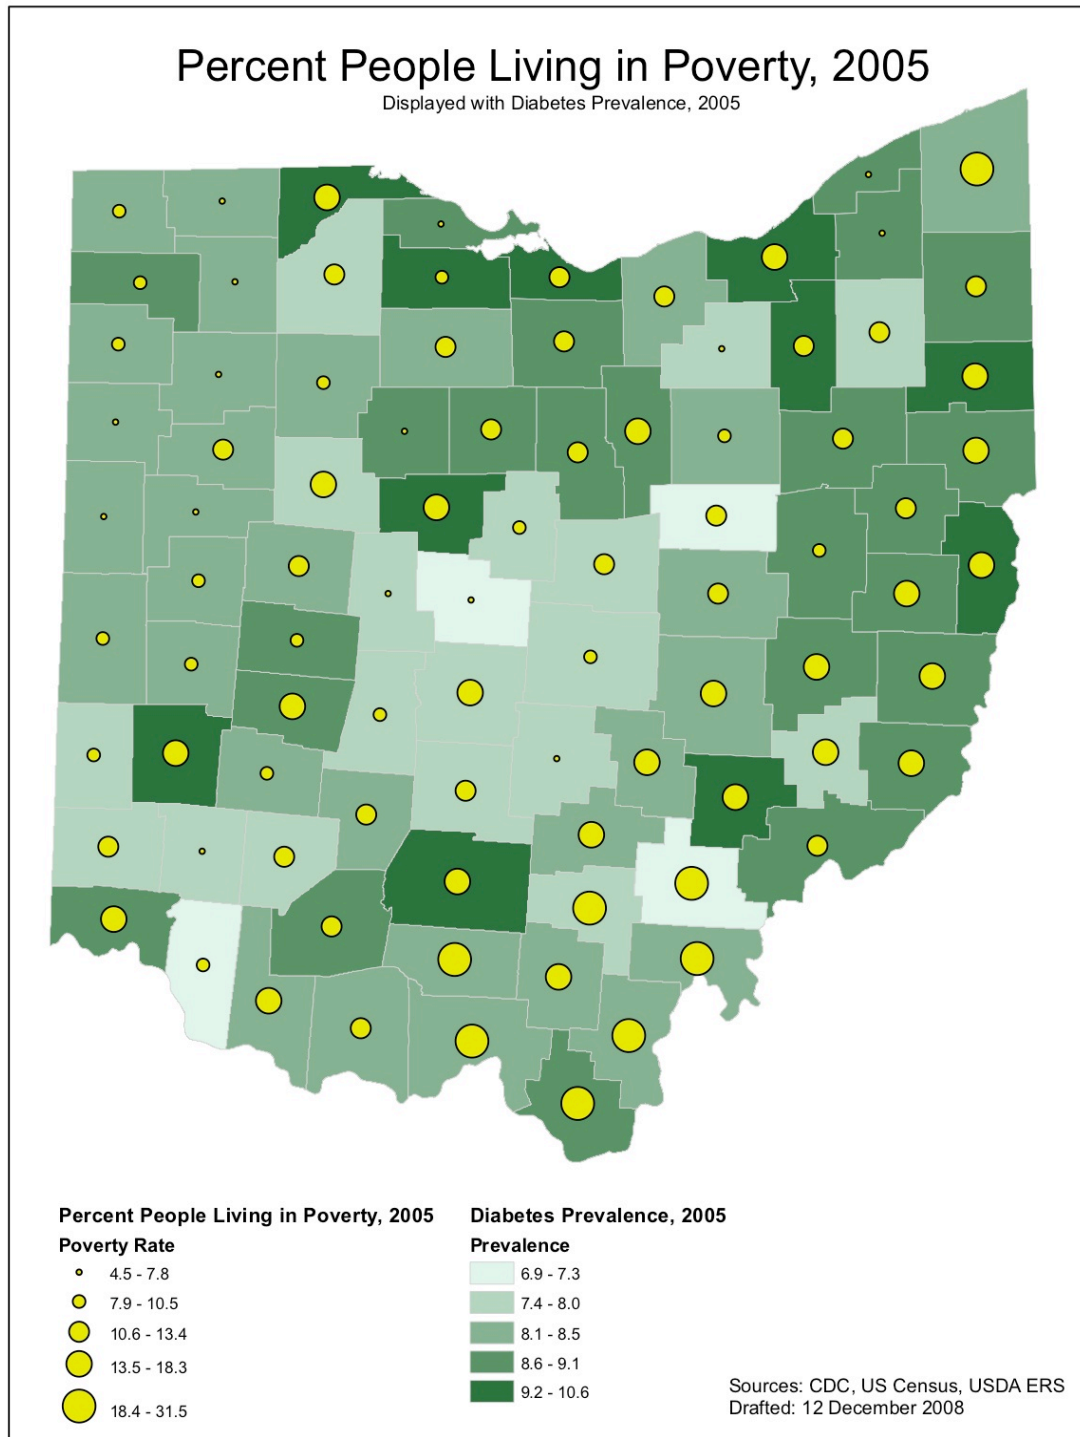 Percent People Living in Poverty, 2005
Displayed with Diabetes Prevalence, 2005
Percent People Living in Poverty, 2005
Poverty Rate
4.5 - 7.8
7.9 - 10.5
10.6 - 13.4
13.5 - 18.3
18.4 - 31.5
Diabetes Prevalence, 2005
Prevalence
6.9 - 7.3
7.4 - 8.0
8.1 - 8.5
8.6 - 9.1
9.2 - 10.6
Sources: CDC, US Census, USDA ERS
Drafted: 12 December 2008